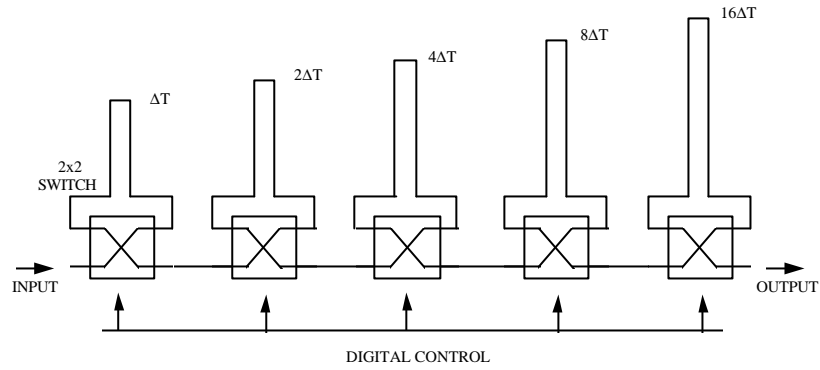 16ΔT
8ΔT
4ΔT
2ΔT
ΔT
2x2
SWITCH
INPUT
OUTPUT
DIGITAL CONTROL